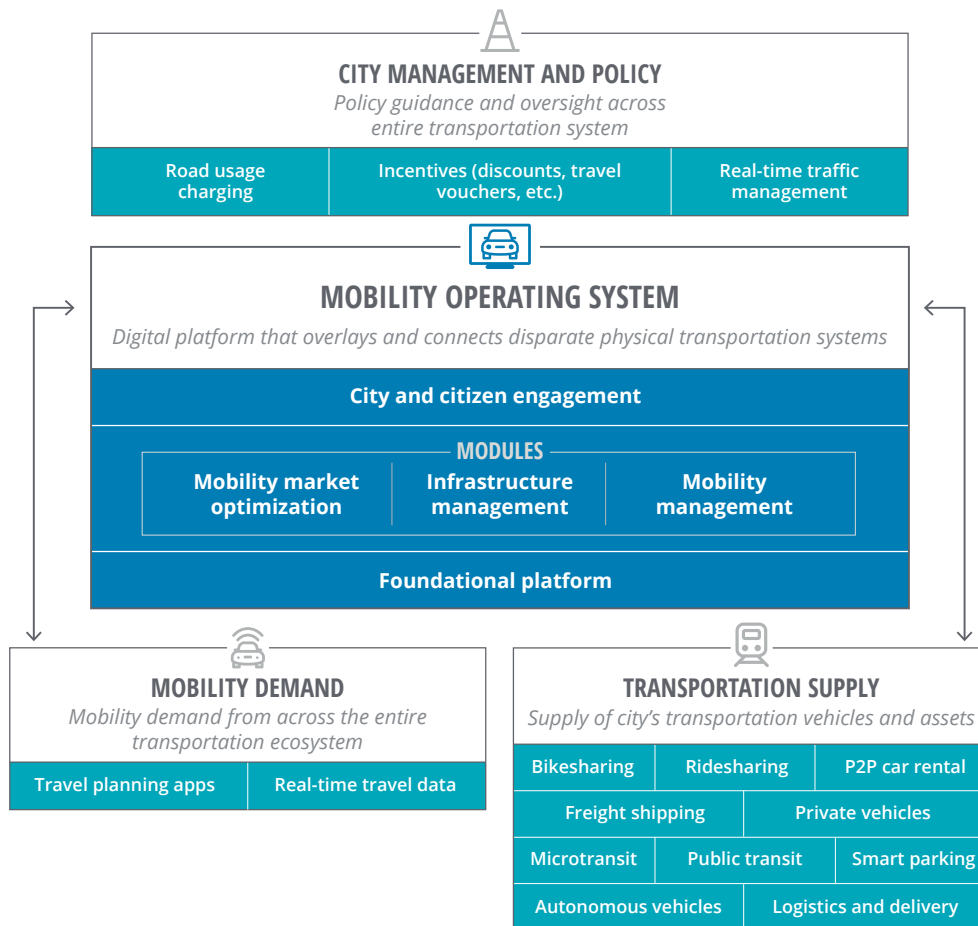 CITY MANAGEMENT AND POLICY
Policy guidance and oversight across
entire transportation system
Road usage
charging
Incentives (discounts, travel
vouchers, etc.)
Real-time traffic
management
MOBILITY OPERATING SYSTEM
Digital platform that overlays and connects disparate physical transportation systems
City and citizen engagement
MODULES
Mobility market
optimization
Infrastructure
management
Mobility
management
Foundational platform
MOBILITY DEMAND
Mobility demand from across the entire
transportation ecosystem
Travel planning apps
Real-time travel data
TRANSPORTATION SUPPLY
Supply of city’s transportation vehicles and assets
Bikesharing
Ridesharing
P2P car rental
Freight shipping
Private vehicles
Microtransit
Public transit
Smart parking
Autonomous vehicles
Logistics and delivery